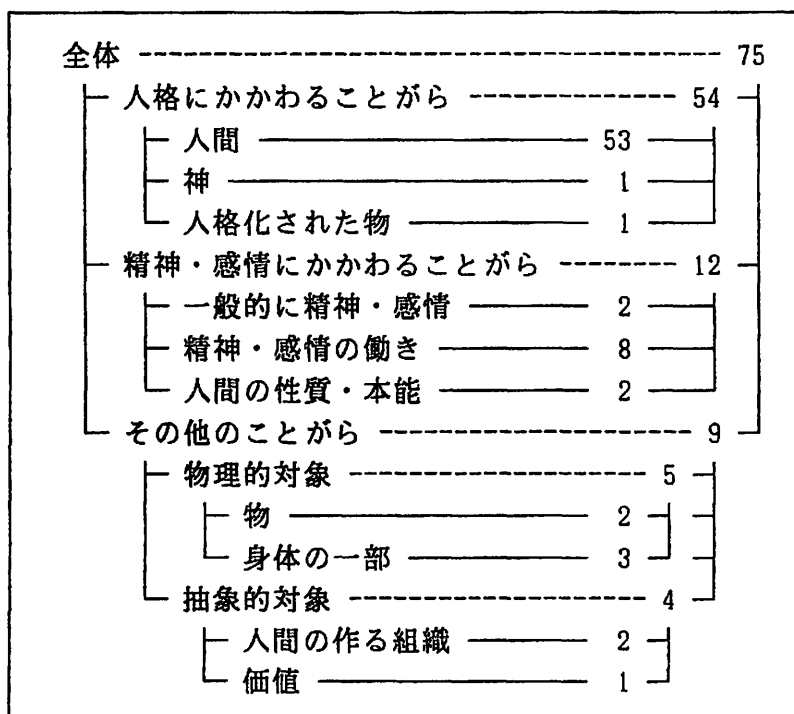 全体 75
人格にかかわることがら 54
人間 53
神 1
人格化された物 1
精神・感情にかかわることがら 12
一般的に精神・感情 2
精神・感情の働き 8
人間の性質・本能 2
その他のことがら 9
物理的対象 5
物 2
身体の一部 3
抽象的対象 4
人間の作る組織 2
価値 1